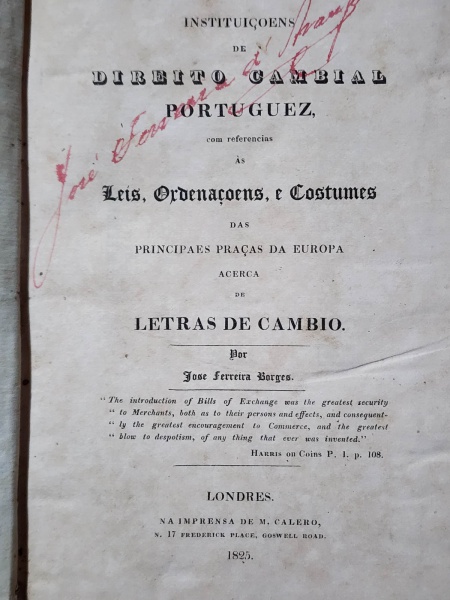 INSTITUIÇOENS
DE
DIREITO CAMBIAL
PORTUGUEZ,
com referencias
ÀS
Leis, Ordenaçoens, e Costumes
DAS
PRINCIPAES PRAÇAS DA EUROPA
ACERCA
DE
LETRAS DE CAMBIO.
Por
Jose Ferreira Borges.
"The introduction of Bills of Exchange was the greatest security
" to Merchants, both as to their persons and effects, and consequent-
" ly the greatest encouragement to Commerce, and the greatest
" blow to despotism, of any thing that ever was invented."
HARRIS ou Coins P. 1. p. 108.
LONDRES.
NA IMPRENSA DE M. CALERO,
N. 17 FREDERICK PLACE, GOSWELL ROAD.
1825.
José Ferreira d'